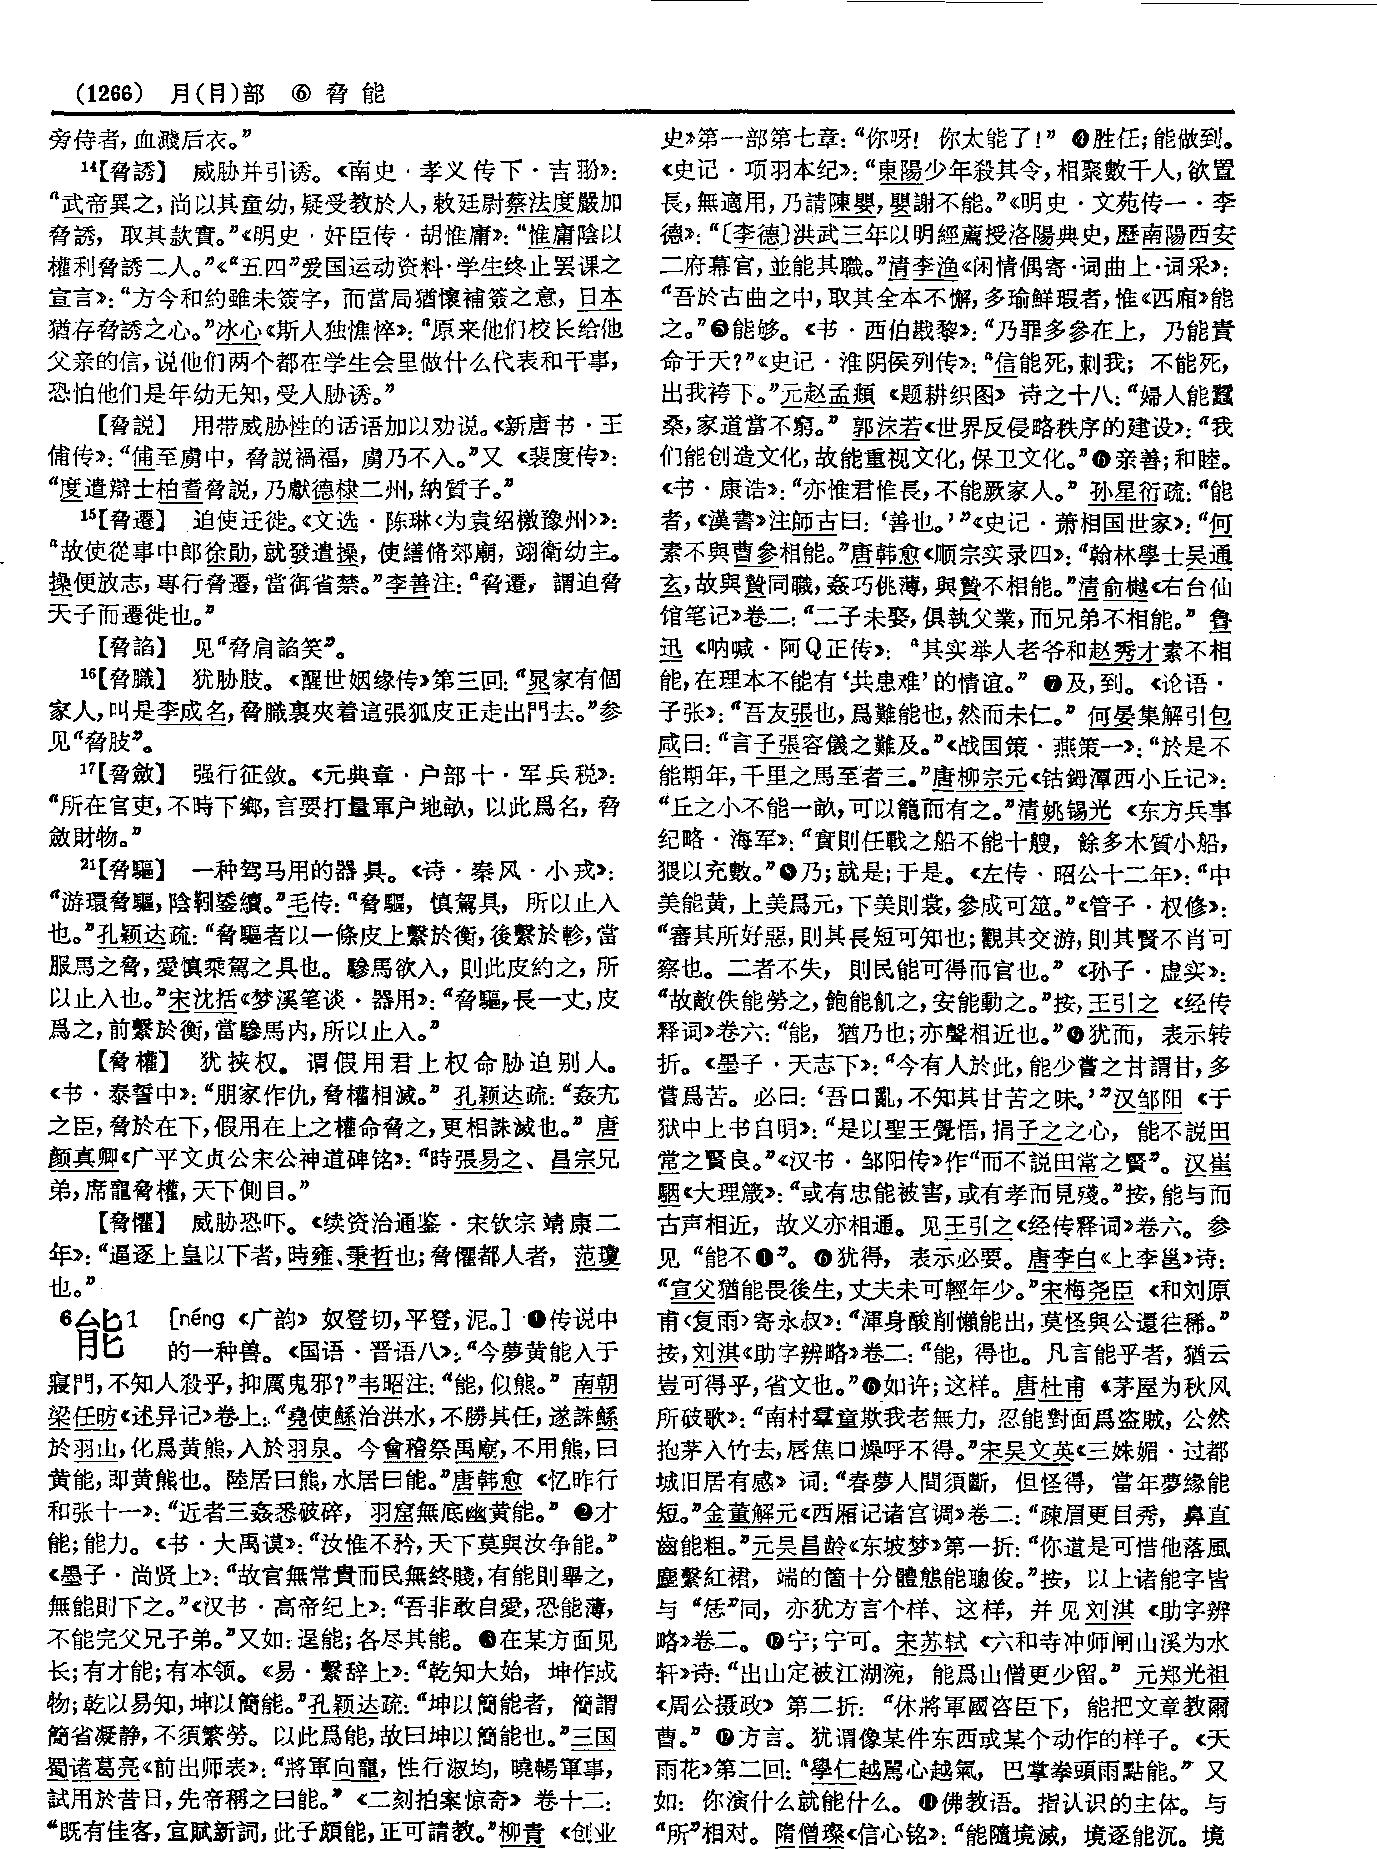 (1266) 月(⺼)部 ⑥ 脅能
旁侍者，血濺后衣。”
14【脅誘】 威胁并引诱。《南史·孝义传下·吉翂》：
“武帝異之，尚以其童幼，疑受教於人，敕廷尉蔡法度嚴加
脅誘，取其款實。”《明史·奸臣传·胡惟庸》：“惟庸陰以
權利脅誘二人。”《“五四”爱国运动资料·学生终止罢课之
宣言》：“方今和約雖未簽字，而當局猶懷補簽之意，日本
猶存脅誘之心。”冰心《斯人独憔悴》：“原来他们校长给他
父亲的信，说他们两个都在学生会里做什么代表和干事，
恐怕他们是年幼无知，受人胁诱。”
【脅説】 用带威胁性的话语加以劝说。《新唐书·王
俌传》：“俌至虜中，脅説禍福，虜乃不入。”又《裴度传》：
“度遣辯士柏耆脅説，乃獻德棣二州，納質子。”
15【脅遷】 迫使迁徙。《文选·陈琳〈为袁绍檄豫州〉》：
“故使從事中郎徐勛，就發遣操，使繕脩郊廟，翊衛幼主。
操便放志，專行脅遷，當御省禁。”李善注：“脅遷，謂迫脅
天子而遷徙也。”
【脅諂】 见“脅肩諂笑”。
16【脅膱】 犹胁肢。《醒世姻缘传》第三回：“晁家有個
家人，叫是李成名，脅膱裏夾着這張狐皮正走出門去。”参
见“脅肢”。
17【脅斂】 强行征敛。《元典章·户部十·军兵税》：
“所在官吏，不時下鄉，言要打量軍户地畝，以此爲名，脅
斂財物。”
21【脅驅】 一种驾马用的器具。《诗·秦风·小戎》：
“游環脅驅，陰靷鋈續。”毛传：“脅驅，慎駕具，所以止入
也。”孔颖达疏：“脅驅者以一條皮上繫於衡，後繫於軫，當
服馬之脅，愛慎乘駕之具也。驂馬欲入，則此皮約之，所
以止入也。”宋沈括《梦溪笔谈·器用》：“脅驅，長一丈，皮
爲之，前繫於衡，當驂馬内，所以止入。”
【脅權】 犹挟权。谓假用君上权命胁迫别人。
《书·泰誓中》：“朋家作仇，脅權相滅。”孔颖达疏：“姦宄
之臣，脅於在下，假用在上之權命脅之，更相誅滅也。”唐
颜真卿《广平文贞公宋公神道碑铭》：“時張易之、昌宗兄
弟，席寵脅權，天下側目。”
【脅懼】 威胁恐吓。《续资治通鉴·宋钦宗靖康二
年》：“逼逐上皇以下者，時雍、秉哲也；脅懼都人者，范瓊
也。”
6能1 [néng《广韵》奴登切，平登，泥。] ❶传说中
的一种兽。《国语·晋语八》：“今夢黄能入于
寢門，不知人殺乎，抑厲鬼邪？”韦昭注：“能，似熊。”南朝
梁任昉《述异记》卷上：“堯使鯀治洪水，不勝其任，遂誅鯀
於羽山，化爲黄熊，入於羽泉。今會稽祭禹廟，不用熊，曰
黄能，即黄熊也。陸居曰熊，水居曰能。”唐韩愈《忆昨行
和张十一》：“近者三姦悉破碎，羽窟無底幽黄能。”❷才
能；能力。《书·大禹谟》：“汝惟不矜，天下莫與汝争能。”
《墨子·尚贤上》：“故官無常貴而民無終賤，有能則舉之，
無能則下之。”《汉书·高帝纪上》：“吾非敢自愛，恐能薄，
不能完父兄子弟。”又如：逞能；各尽其能。❸在某方面见
长；有才能；有本领。《易·繫辞上》：“乾知大始，坤作成
物；乾以易知，坤以簡能。”孔颖达疏：“坤以簡能者，簡謂
簡省凝静，不須繁勞。以此爲能，故曰坤以簡能也。”三国
蜀诸葛亮《前出师表》：“將軍向寵，性行淑均，曉暢軍事，
試用於昔日，先帝稱之曰能。”《二刻拍案惊奇》卷十二：
“既有佳客，宜賦新詞，此子頗能，正可請教。”柳青《创业
史》第一部第七章：“你呀！你太能了！”❹胜任；能做到。
《史记·项羽本纪》：“東陽少年殺其令，相聚數千人，欲置
長，無適用，乃請陳嬰，嬰謝不能。”《明史·文苑传一·李
德》：“〔李德〕洪武三年以明經薦授洛陽典史，歷南陽西安
二府幕官，並能其職。”清李渔《闲情偶寄·词曲上·词采》：
“吾於古曲之中，取其全本不懈，多瑜鮮瑕者，惟《西廂》能
之。”❺能够。《书·西伯戡黎》：“乃罪多參在上，乃能責
命于天？”《史记·淮阴侯列传》：“信能死，刺我；不能死，
出我袴下。”元赵孟頫《题耕织图》诗之十八：“婦人能蠶
桑，家道當不窮。”郭沫若《世界反侵略秩序的建设》：“我
们能创造文化，故能重视文化，保卫文化。”❻亲善；和睦。
《书·康诰》：“亦惟君惟長，不能厥家人。”孙星衍疏：“能
者，《漢書》注師古曰：‘善也。’”《史记·萧相国世家》：“何
素不與曹參相能。”唐韩愈《顺宗实录四》：“翰林學士吴通
玄，故與贄同職，姦巧佻薄，與贄不相能。”清俞樾《右台仙
馆笔记》卷二：“二子未娶，俱執父業，而兄弟不相能。”鲁
迅《呐喊·阿Q正传》：“其实举人老爷和赵秀才素不相
能，在理本不能有‘共患难’的情谊。”❼及，到。《论语·
子张》：“吾友張也，爲難能也，然而未仁。”何晏集解引包
咸曰：“言子張容儀之難及。”《战国策·燕策一》：“於是不
能期年，千里之馬至者三。”唐柳宗元《钴鉧潭西小丘记》：
“丘之小不能一畝，可以籠而有之。”清姚锡光《东方兵事
纪略·海军》：“實則任戰之船不能十艘，餘多木質小船，
猥以充數。”❽乃；就是；于是。《左传·昭公十二年》：“中
美能黄，上美爲元，下美則裳，參成可筮。”《管子·权修》：
“審其所好惡，則其長短可知也；觀其交游，則其賢不肖可
察也。二者不失，則民能可得而官也。”《孙子·虚实》：
“故敵佚能勞之，飽能飢之，安能動之。”按，王引之《经传
释词》卷六：“能，猶乃也；亦聲相近也。”❾犹而，表示转
折。《墨子·天志下》：“今有人於此，能少嘗之甘謂甘，多
嘗爲苦。必曰：‘吾口亂，不知其甘苦之味。’”汉邹阳《于
狱中上书自明》：“是以聖王覺悟，捐子之之心，能不説田
常之賢良。”《汉书·邹阳传》作“而不説田常之賢”。汉崔
駰《大理箴》：“或有忠能被害，或有孝而見殘。”按，能与而
古声相近，故义亦相通。见王引之《经传释词》卷六。参
见“能不❶”。❿犹得，表示必要。唐李白《上李邕》诗：
“宣父猶能畏後生，丈夫未可輕年少。”宋梅尧臣《和刘原
甫〈复雨〉寄永叔》：“渾身酸削懶能出，莫怪與公還往稀。”
按，刘淇《助字辨略》卷二：“能，得也。凡言能乎者，猶云
豈可得乎，省文也。”⓫如许；这样。唐杜甫《茅屋为秋风
所破歌》：“南村羣童欺我老無力，忍能對面爲盗賊，公然
抱茅入竹去，唇焦口燥呼不得。”宋吴文英《三姝媚·过都
城旧居有感》词：“春夢人間須斷，但怪得，當年夢緣能
短。”金董解元《西厢记诸宫调》卷二：“疎眉更目秀，鼻直
齒能粗。”元吴昌龄《东坡梦》第一折：“你道是可惜他落風
塵繫紅裙，端的箇十分體態能聰俊。”按，以上诸能字皆
与“恁”同，亦犹方言个样、这样，并见刘淇《助字辨
略》卷二。⓬宁；宁可。宋苏轼《六和寺冲师闸山溪为水
轩》诗：“出山定被江湖涴，能爲山僧更少留。”元郑光祖
《周公摄政》第二折：“休將軍國咨臣下，能把文章教爾
曹。”⓭方言。犹谓像某件东西或某个动作的样子。《天
雨花》第二回：“學仁越駡心越氣，巴掌拳頭雨點能。”又
如：你演什么就能什么。⓮佛教语。指认识的主体。与
“所”相对。隋僧璨《信心铭》：“能隨境滅，境逐能沉。境